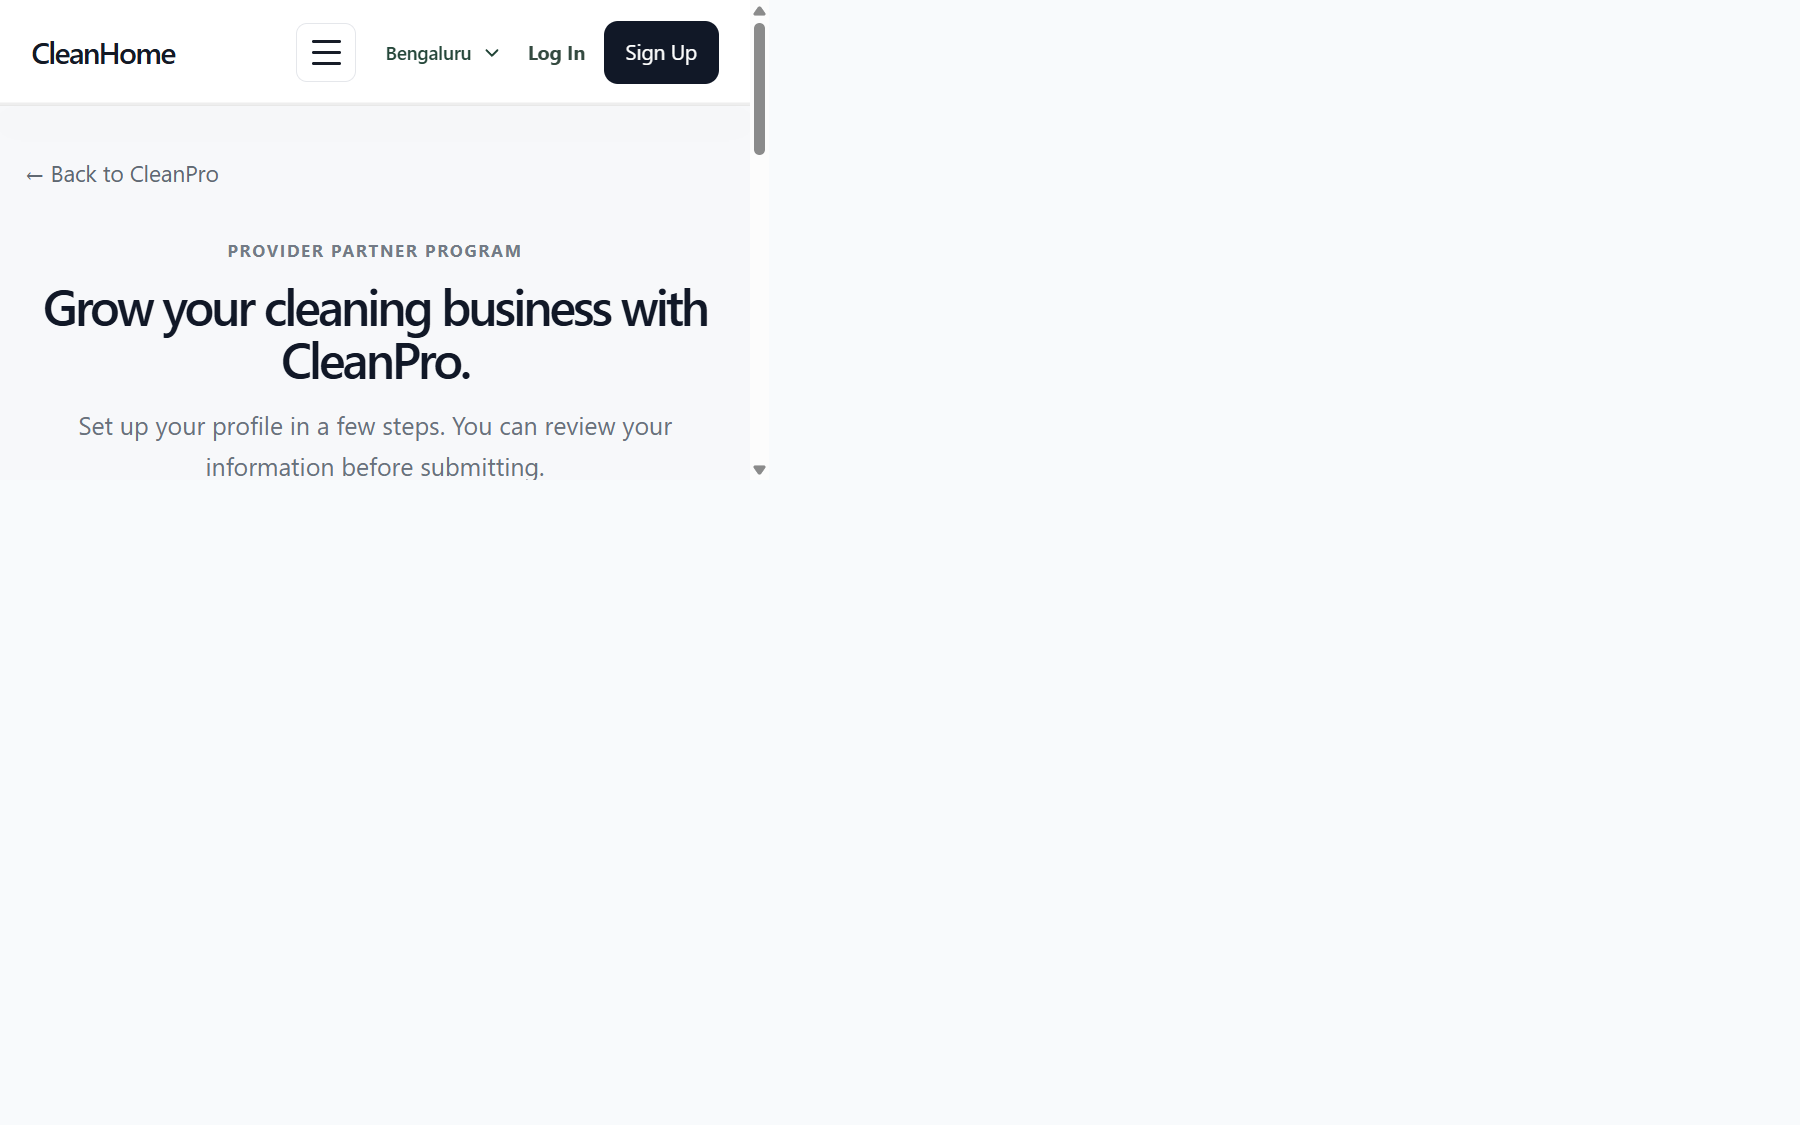 CleanHome
Bengaluru
Log In
Sign Up
← Back to CleanPro
PROVIDER PARTNER PROGRAM
Grow your cleaning business with
CleanPro.
Set up your profile in a few steps. You can review your
information before submitting.